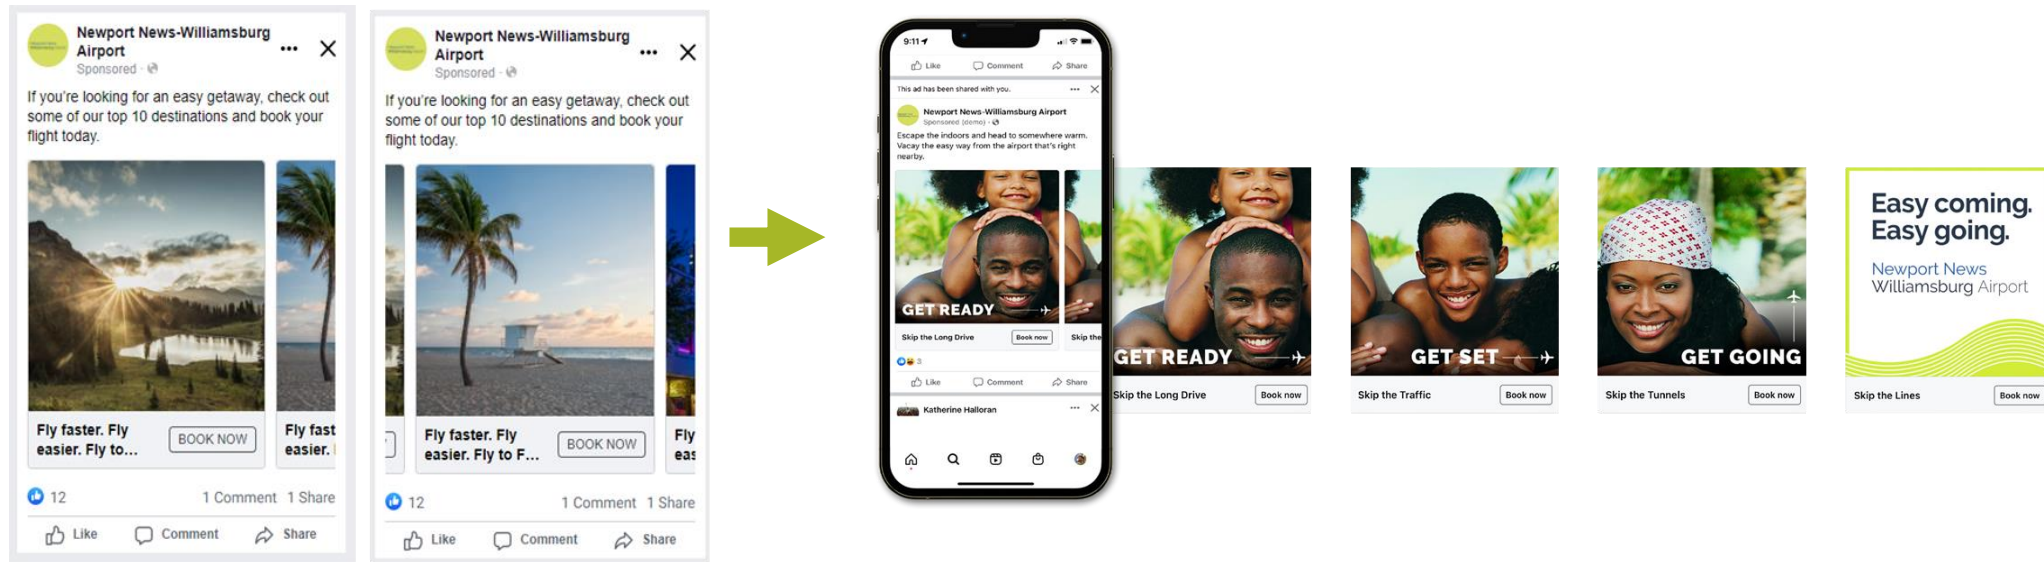 Newport News-Williamsburg
Airport
Sponsored ·
If you're looking for an easy getaway, check out
some of our top 10 destinations and book your
flight today.
Fly faster. Fly
easier. Fly to...
BOOK NOW
Fly fast
easier.
12
1 Comment 1 Share
Like
Comment
Share
Newport News-Williamsburg
Airport
Sponsored ·
If you're looking for an easy getaway, check out
some of our top 10 destinations and book your
flight today.
Fly faster. Fly
easier. Fly to F...
BOOK NOW
Fly
eas
12
1 Comment 1 Share
Like
Comment
Share
9:11
Like
Comment
Share
This ad has been shared with you.
Newport News-Williamsburg Airport
Sponsored (demo) ·
Escape the indoors and head to somewhere warm.
Vacay the easy way from the airport that's right
nearby.
GET READY
Skip the Long Drive
Book now
Skip the
3
Like
Comment
Share
Katherine Halloran
GET READY
Skip the Long Drive
Book now
GET SET
Skip the Traffic
Book now
GET GOING
Skip the Tunnels
Book now
Easy coming.
Easy going.
Newport News
Williamsburg Airport
Skip the Lines
Book now